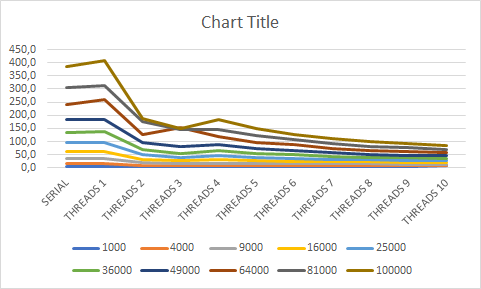 Chart Title
450,0
400,0
350,0
300,0
250,0
200,0
150,0
100,0
50,0
0,0
SERIAL
THREADS 1
THREADS 2
THREADS 3
THREADS 4
THREADS 5
THREADS 6
THREADS 7
THREADS 8
THREADS 9
THREADS 10
1000 4000 9000 16000 25000
36000 49000 64000 81000 100000